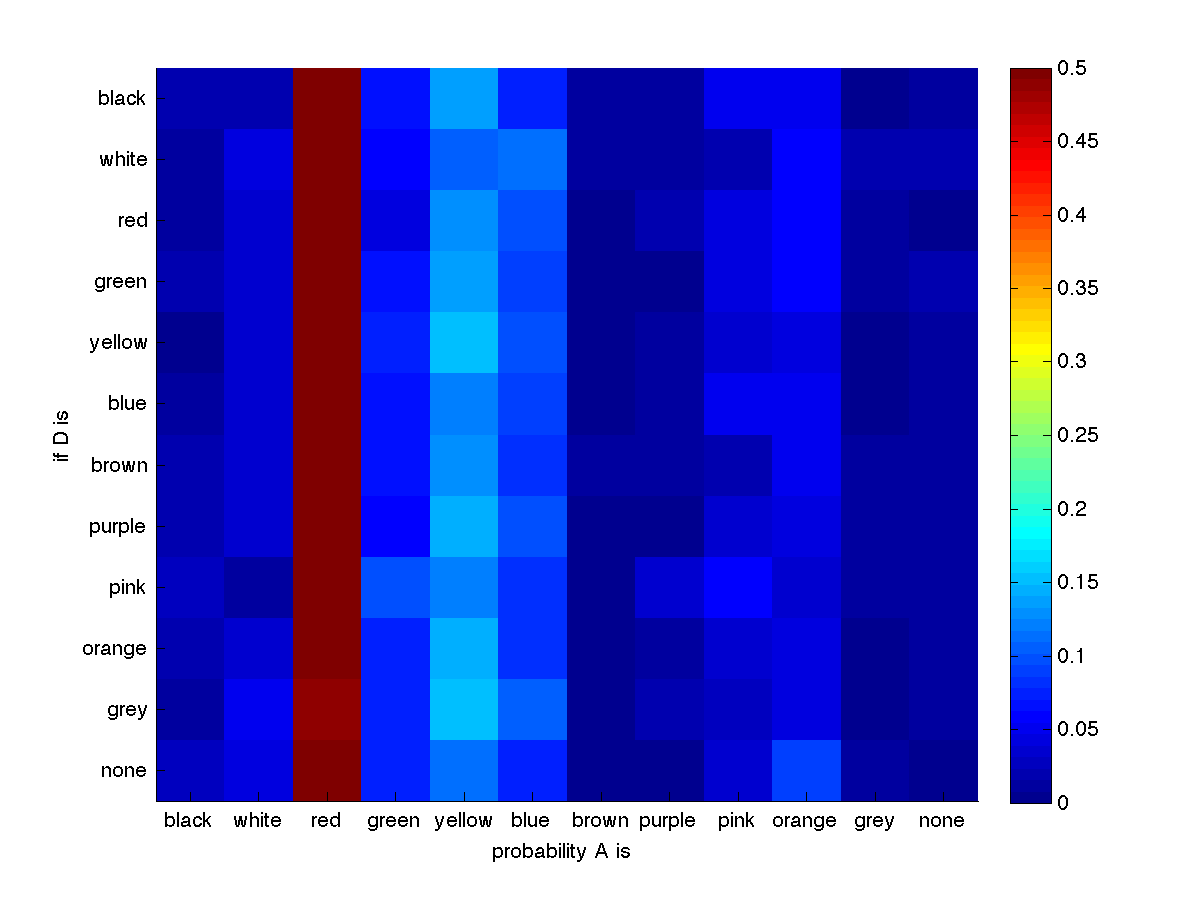 black
white
red
green
yellow
blue
brown
purple
pink
orange
grey
none
if D is
black white red green yellow blue brown purple pink orange grey none
probability A is
0.5
0.45
0.4
0.35
0.3
0.25
0.2
0.15
0.1
0.05
0